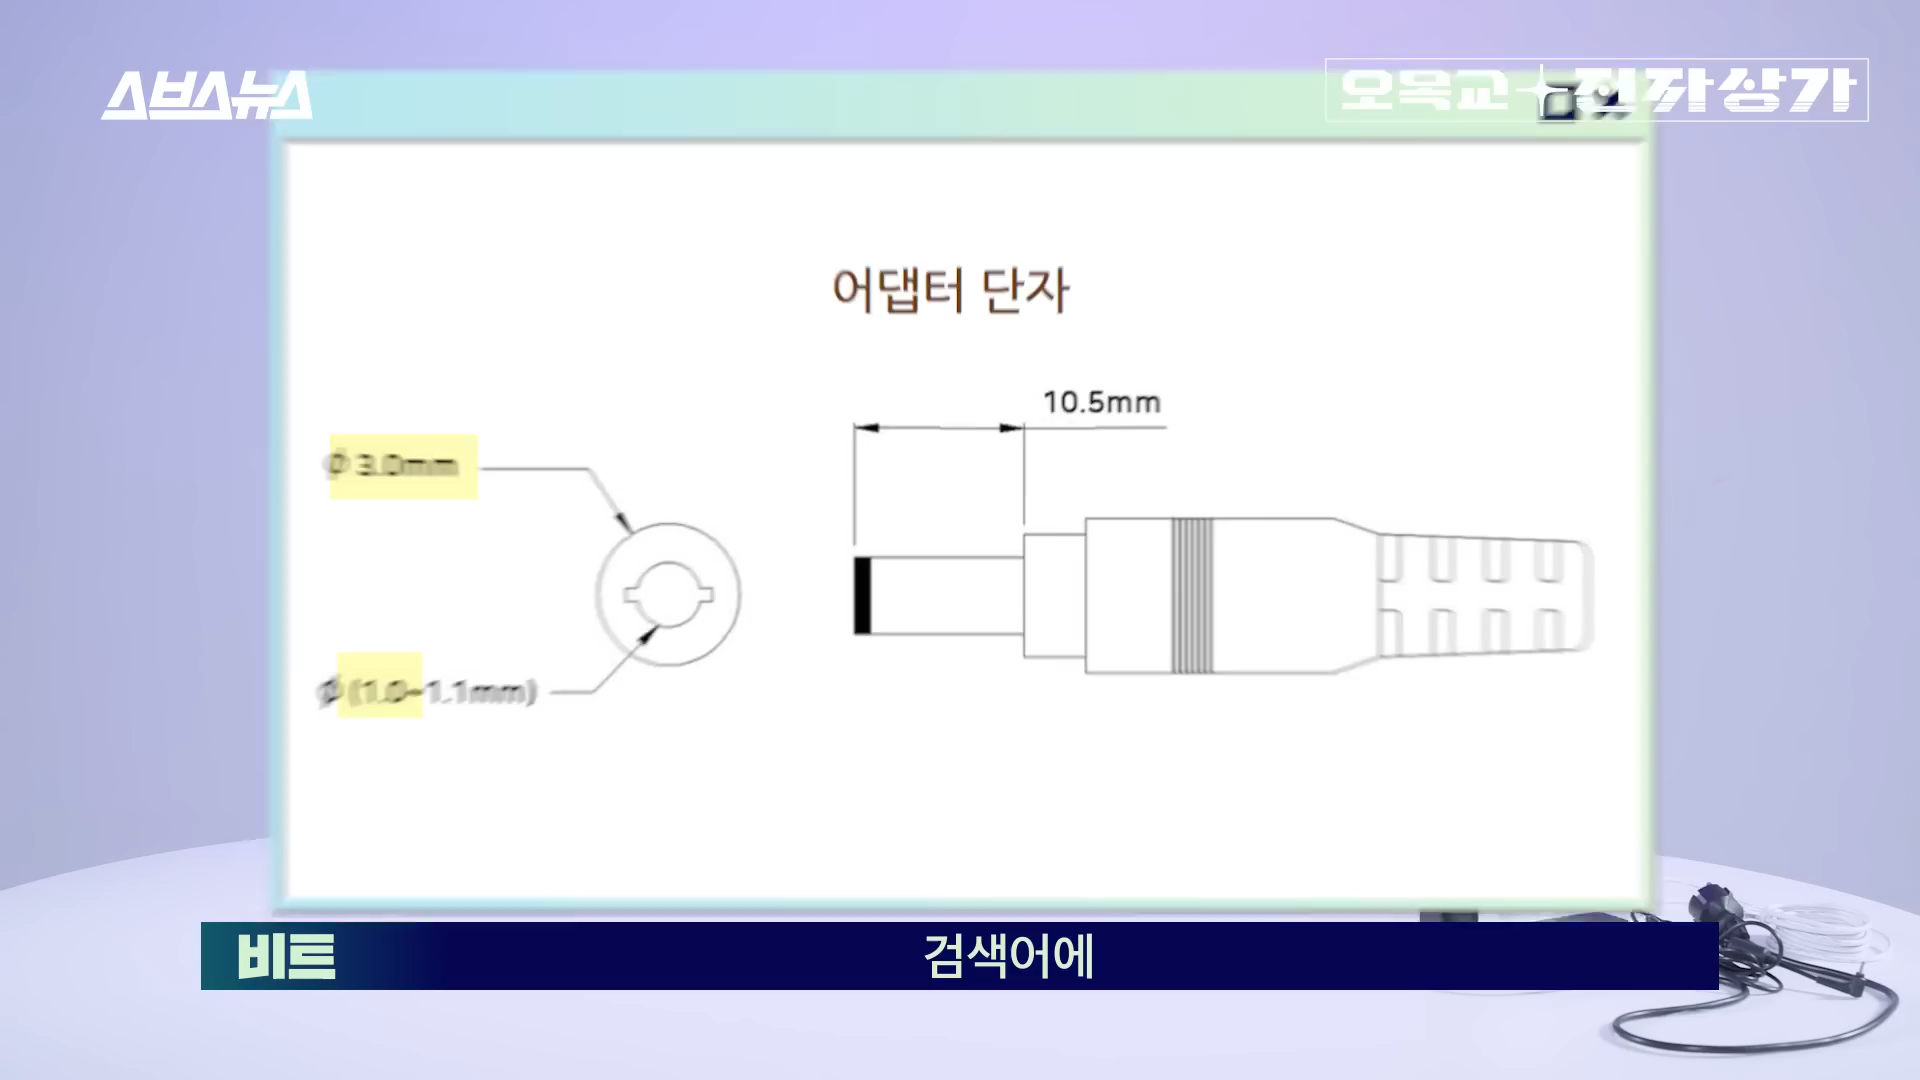 스브스뉴스
오목교 전자상가
어댑터 단자
10.5mm
ø 3.0mm
ø (1.0~1.1mm)
비트
검색어에